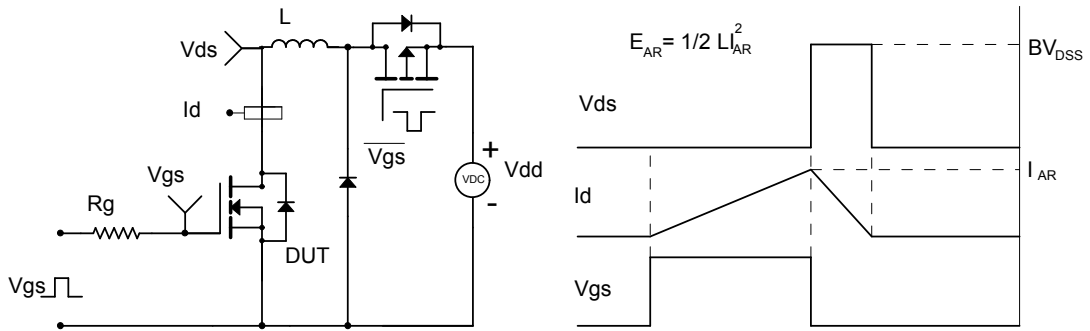 L
Vds
Id
Vgs
Vgs
Rg
DUT
Vgs
VDC
+
Vdd
-
E_AR = 1/2 LI_AR^2
BV_DSS
Vds
I_AR
Id
Vgs